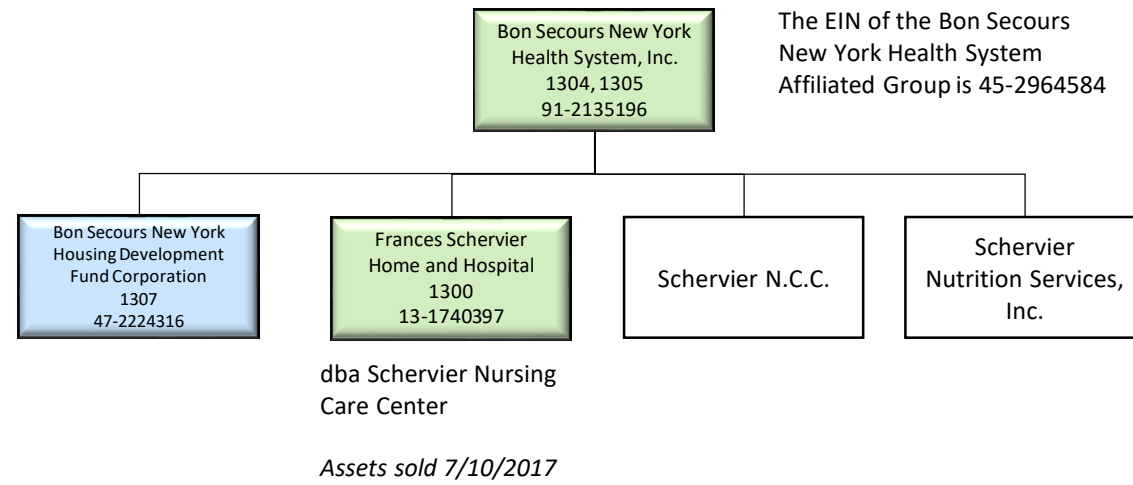 Bon Secours New York
Health System, Inc.
1304, 1305
91-2135196
The EIN of the Bon Secours
New York Health System
Affiliated Group is 45-2964584
Bon Secours New York
Housing Development
Fund Corporation
1307
47-2224316
Frances Schervier
Home and Hospital
1300
13-1740397
Schervier N.C.C.
Schervier
Nutrition Services,
Inc.
dba Schervier Nursing
Care Center
Assets sold 7/10/2017